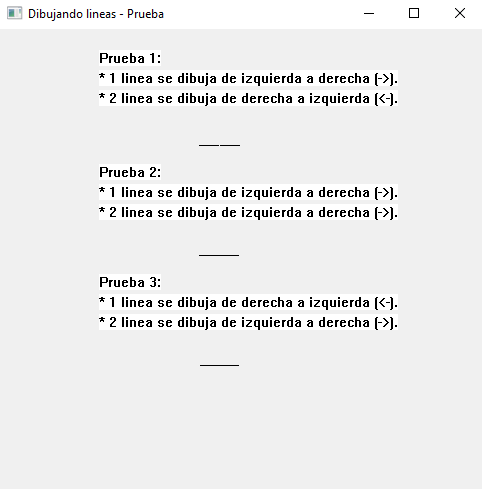 Dibujando lineas - Prueba
Prueba 1:
* 1 linea se dibuja de izquierda a derecha (->).
* 2 linea se dibuja de derecha a izquierda (<-).
Prueba 2:
* 1 linea se dibuja de izquierda a derecha (->).
* 2 linea se dibuja de izquierda a derecha (->).
Prueba 3:
* 1 linea se dibuja de derecha a izquierda (<-).
* 2 linea se dibuja de izquierda a derecha (->).